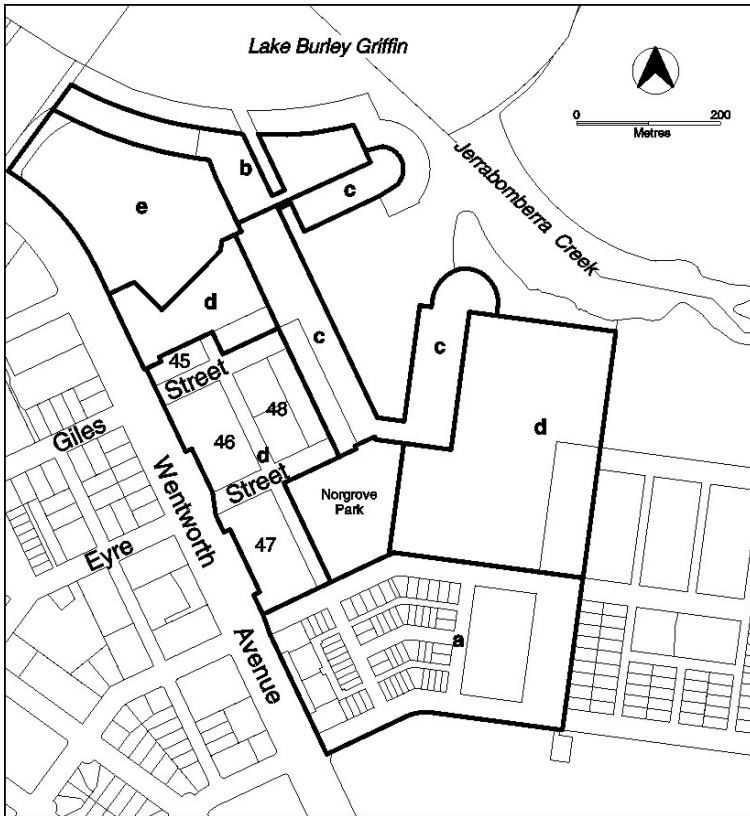 Lake Burley Griffin
0
200
Metres
b
c
Jerrabomberra Creek
e
d
c
c
45
Street
48
d
Giles
46
d
Street
Wentworth
Norgrove
Park
Eyre
47
a
Avenue